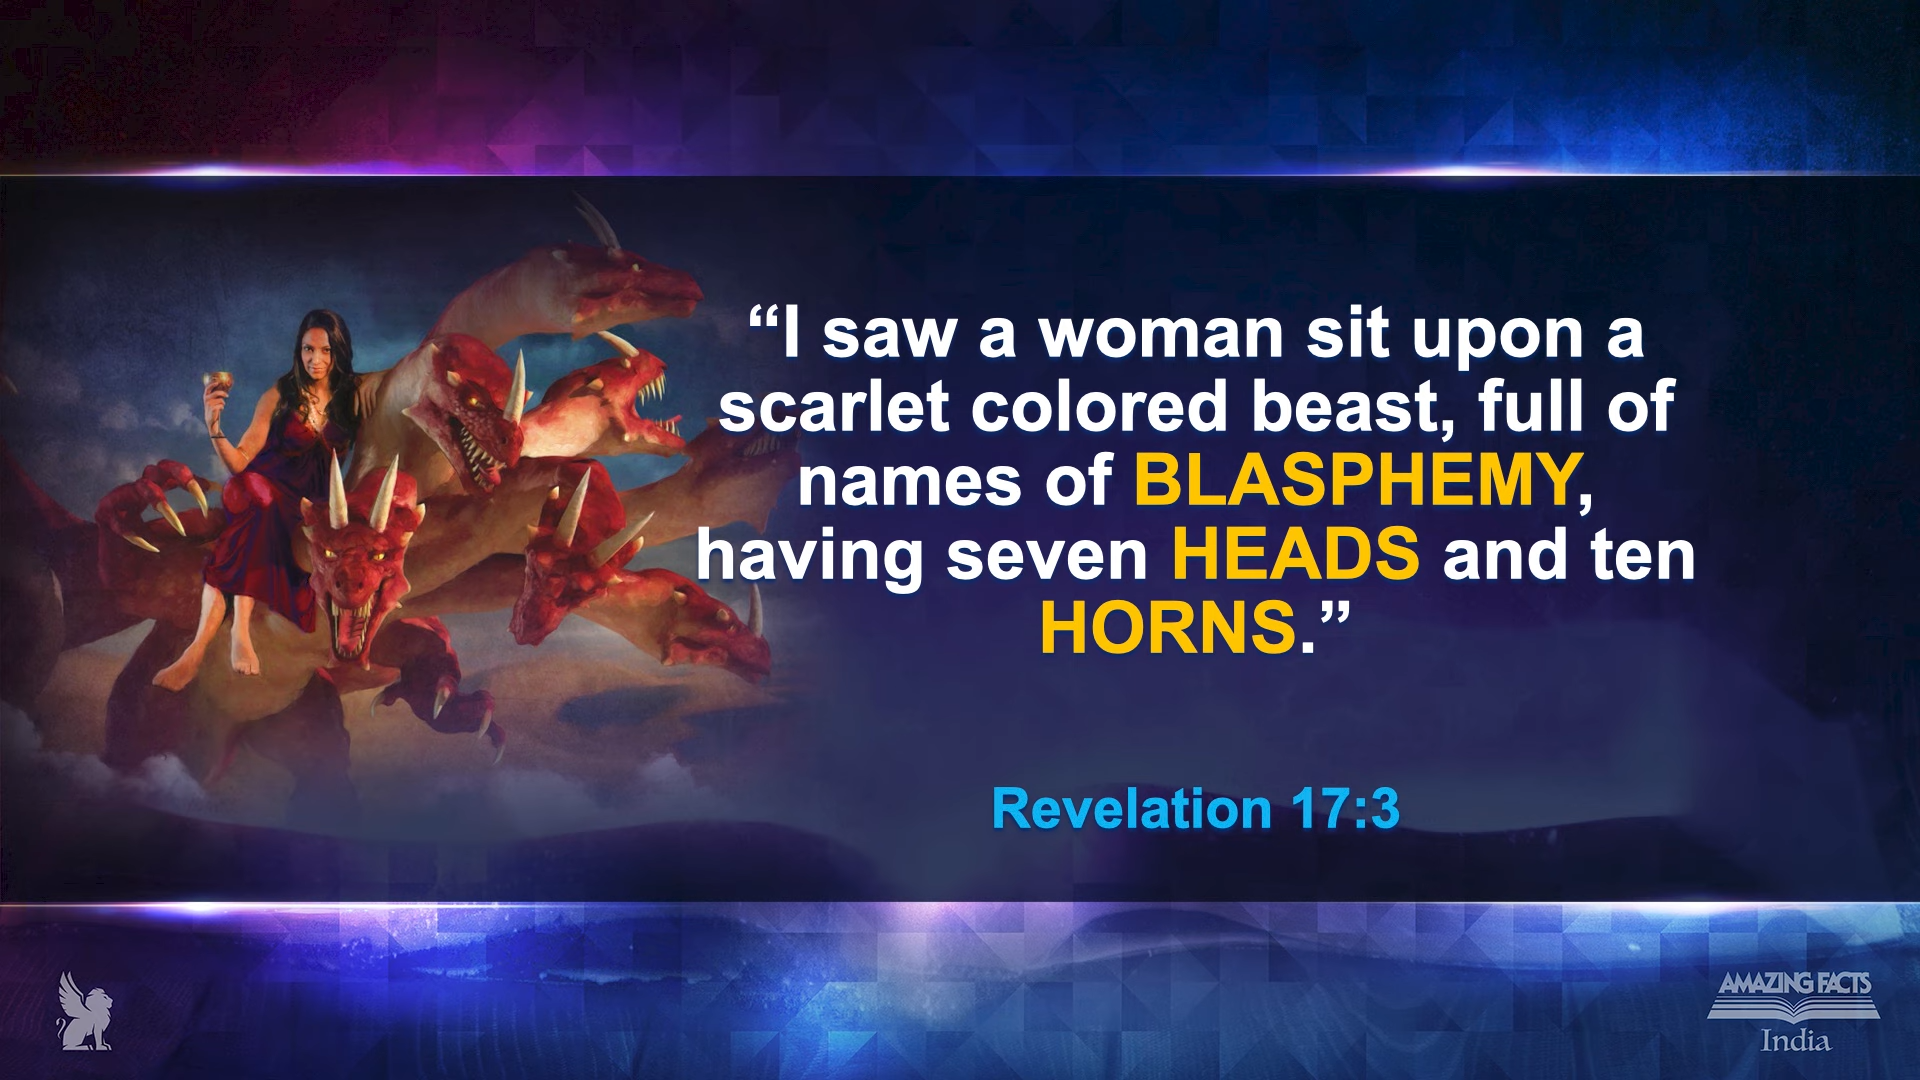 “I saw a woman sit upon a
scarlet colored beast, full of
names of BLASPHEMY,
having seven HEADS and ten
HORNS.”
Revelation 17:3
AMAZING FACTS
India